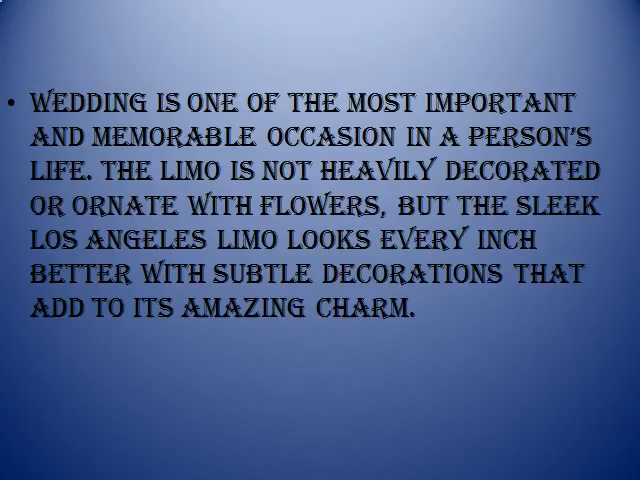 • WEDDING IS ONE OF THE MOST IMPORTANT
AND MEMORABLE OCCASION IN A PERSON'S
LIFE. THE LIMO IS NOT HEAVILY DECORATED
OR ORNATE WITH FLOWERS, BUT THE SLEEK
LOS ANGELES LIMO LOOKS EVERY INCH
BETTER WITH SUBTLE DECORATIONS THAT
ADD TO ITS AMAZING CHARM.